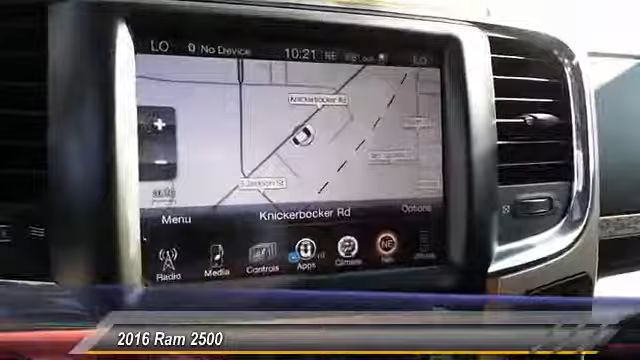 LO No Device 10:21 NE LO
Knickerbocker Rd
S Jackson St
Menu Knickerbocker Rd Options
Radio Media Controls Apps Climate NE
2016 Ram 2500